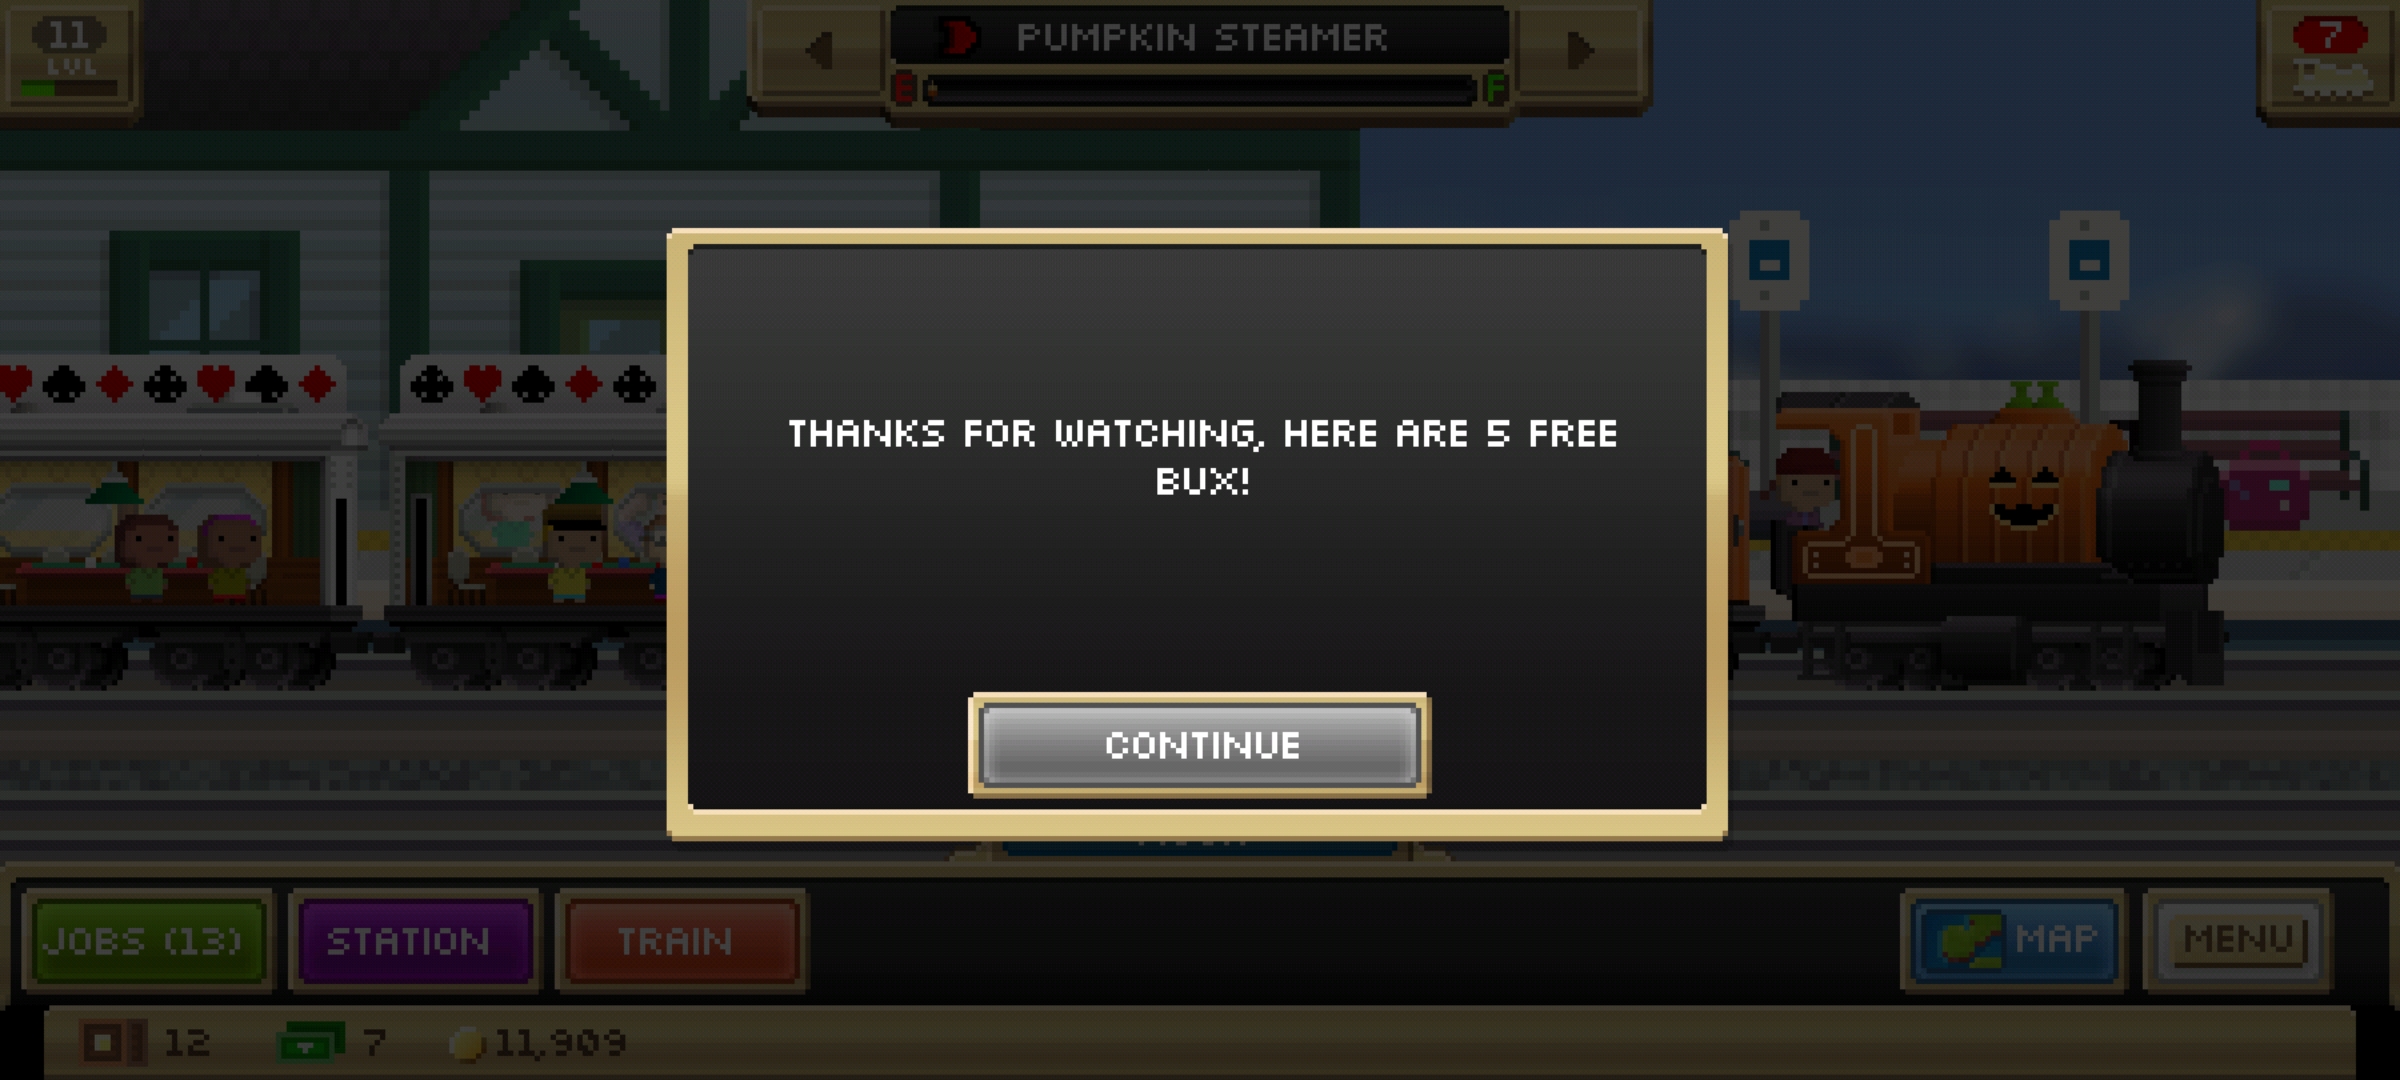 11
LVL
PUMPKIN STEAMER
E F
7
THANKS FOR WATCHING, HERE ARE 5 FREE
BUX!
CONTINUE
JOBS (13)
STATION
TRAIN
MAP
MENU
12
7
11,909